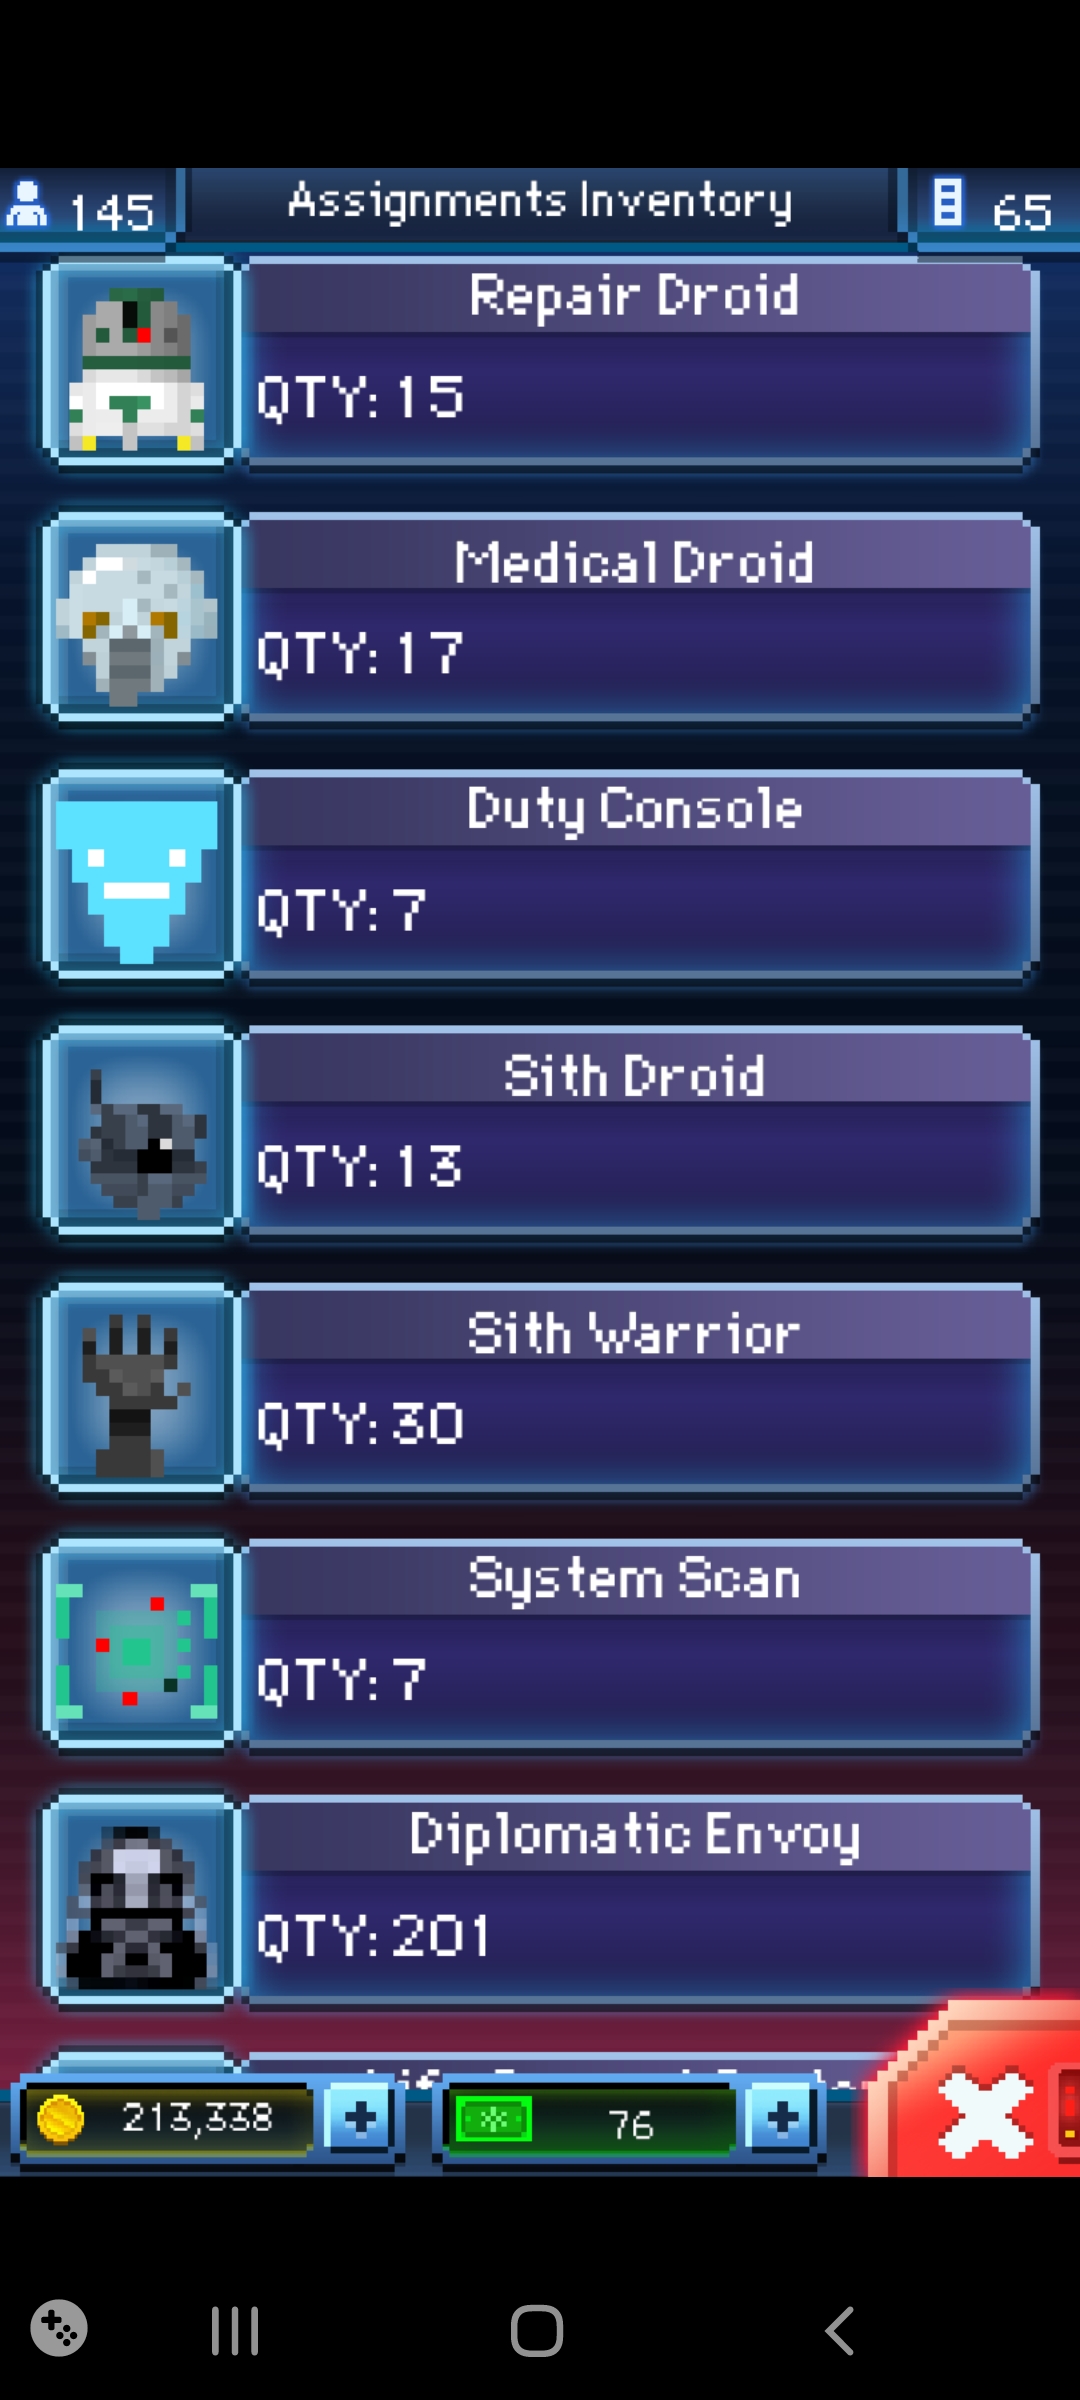 145
Assignments Inventory
65
Repair Droid
QTY: 15
Medical Droid
QTY: 17
Duty Console
QTY: 7
Sith Droid
QTY: 13
Sith Warrior
QTY: 30
System Scan
QTY: 7
Diplomatic Envoy
QTY: 201
213,338
76